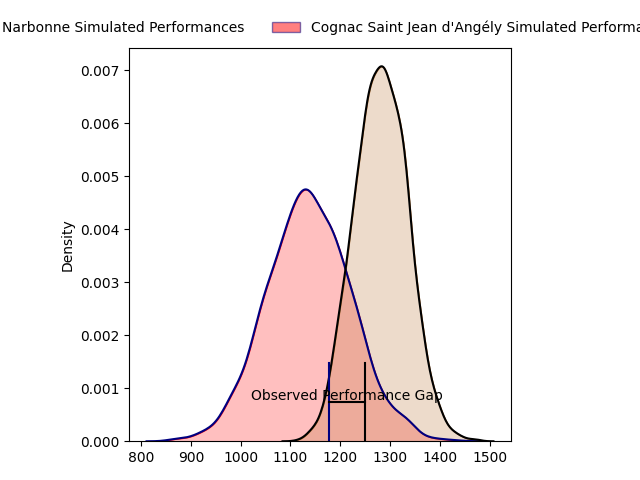 Narbonne Simulated Performances
Cognac Saint Jean d'Angély Simulated
0.007
0.006
0.005
0.004
0.003
0.002
0.001
0.000
Density
Observed Performance Gap
800 900 1000 1100 1200 1300 1400 1500